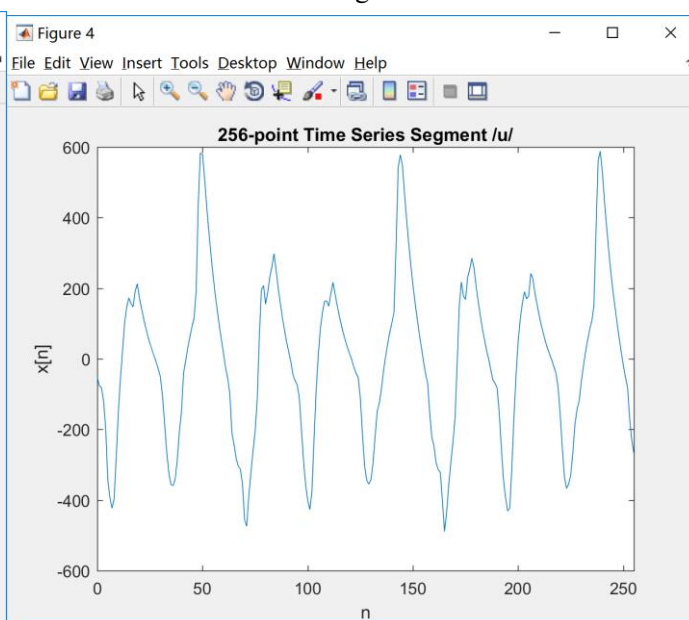 Figure 4
File Edit View Insert Tools Desktop Window Help
256-point Time Series Segment /u/
600
400
200
0
-200
-400
-600
x[n]
0 50 100 150 200 250
n